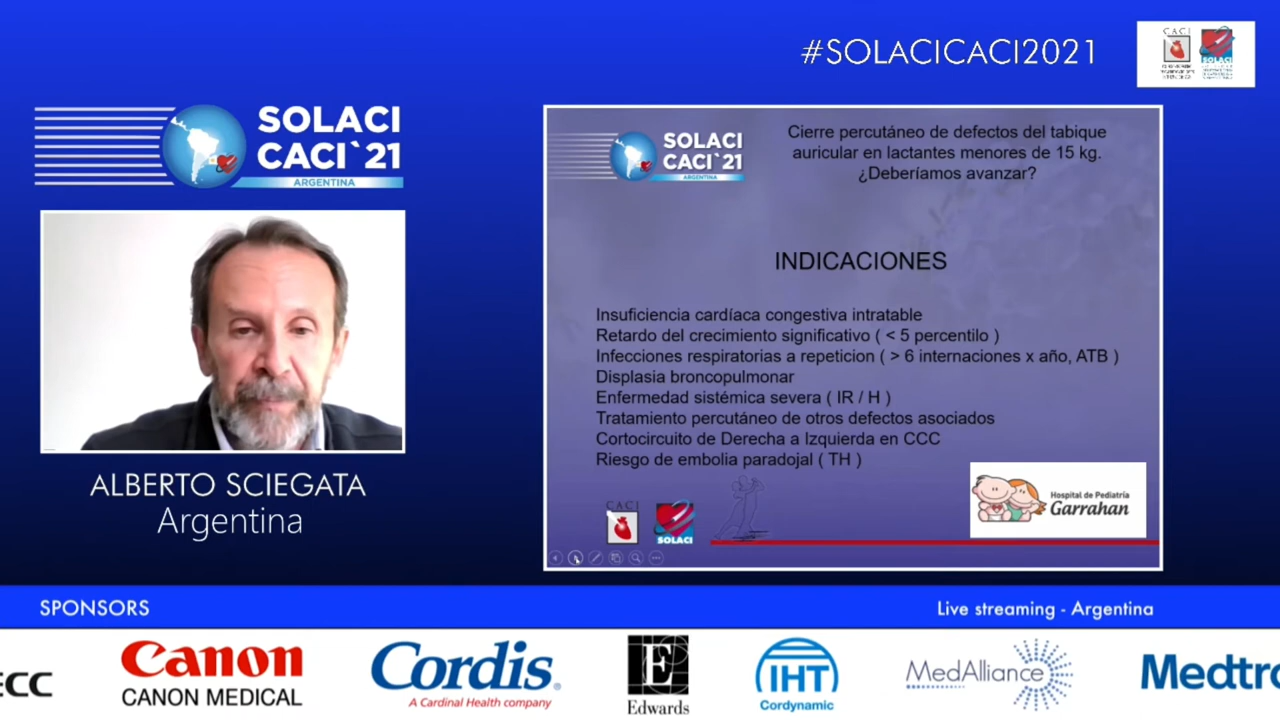 #SOLACICACI2021
CACI
SOLACI
SOLACI
CACI`21
ARGENTINA
SOLACI
CACI`21
ARGENTINA
Cierre percutáneo de defectos del tabique
auricular en lactantes menores de 15 kg.
¿Deberíamos avanzar?
INDICACIONES
Insuficiencia cardíaca congestiva intratable
Retardo del crecimiento significativo ( < 5 percentilo )
Infecciones respiratorias a repeticion ( > 6 internaciones x año, ATB )
Displasia broncopulmonar
Enfermedad sistémica severa ( IR / H )
Tratamiento percutáneo de otros defectos asociados
Cortocircuito de Derecha a Izquierda en CCC
Riesgo de embolia paradojal ( TH )
CACI
SOLACI
Hospital de Pediatría
Garrahan
ALBERTO SCIEGATA
Argentina
SPONSORS
Live streaming - Argentina
ECC
Canon
CANON MEDICAL
Cordis
A Cardinal Health company
E
Edwards
IHT
Cordynamic
MedAlliance
Medtro